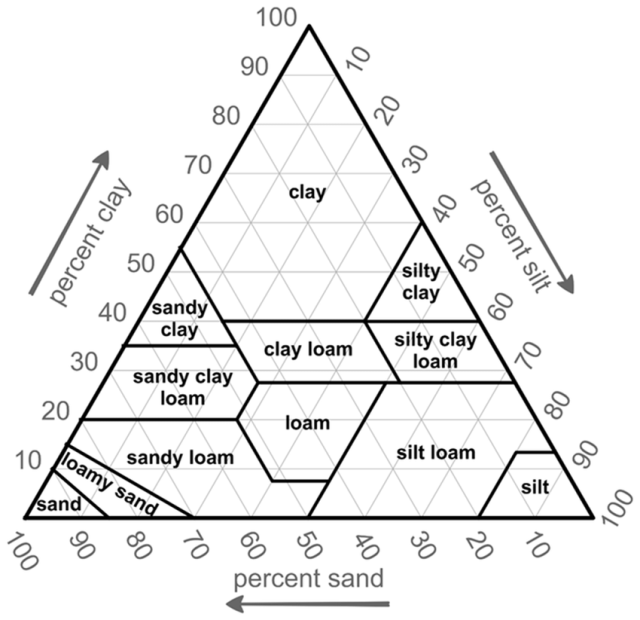 100
90
10
80
20
70
30
clay
60
40
percent clay
percent silt
50
silty
clay
50
40
sandy
clay
60
clay loam
silty clay
loam
30
sandy clay
loam
70
20
loam
80
sandy loam
silt loam
10
loamy sand
90
sand
silt
100
100
90
80
70
60
50
40
30
20
10
percent sand